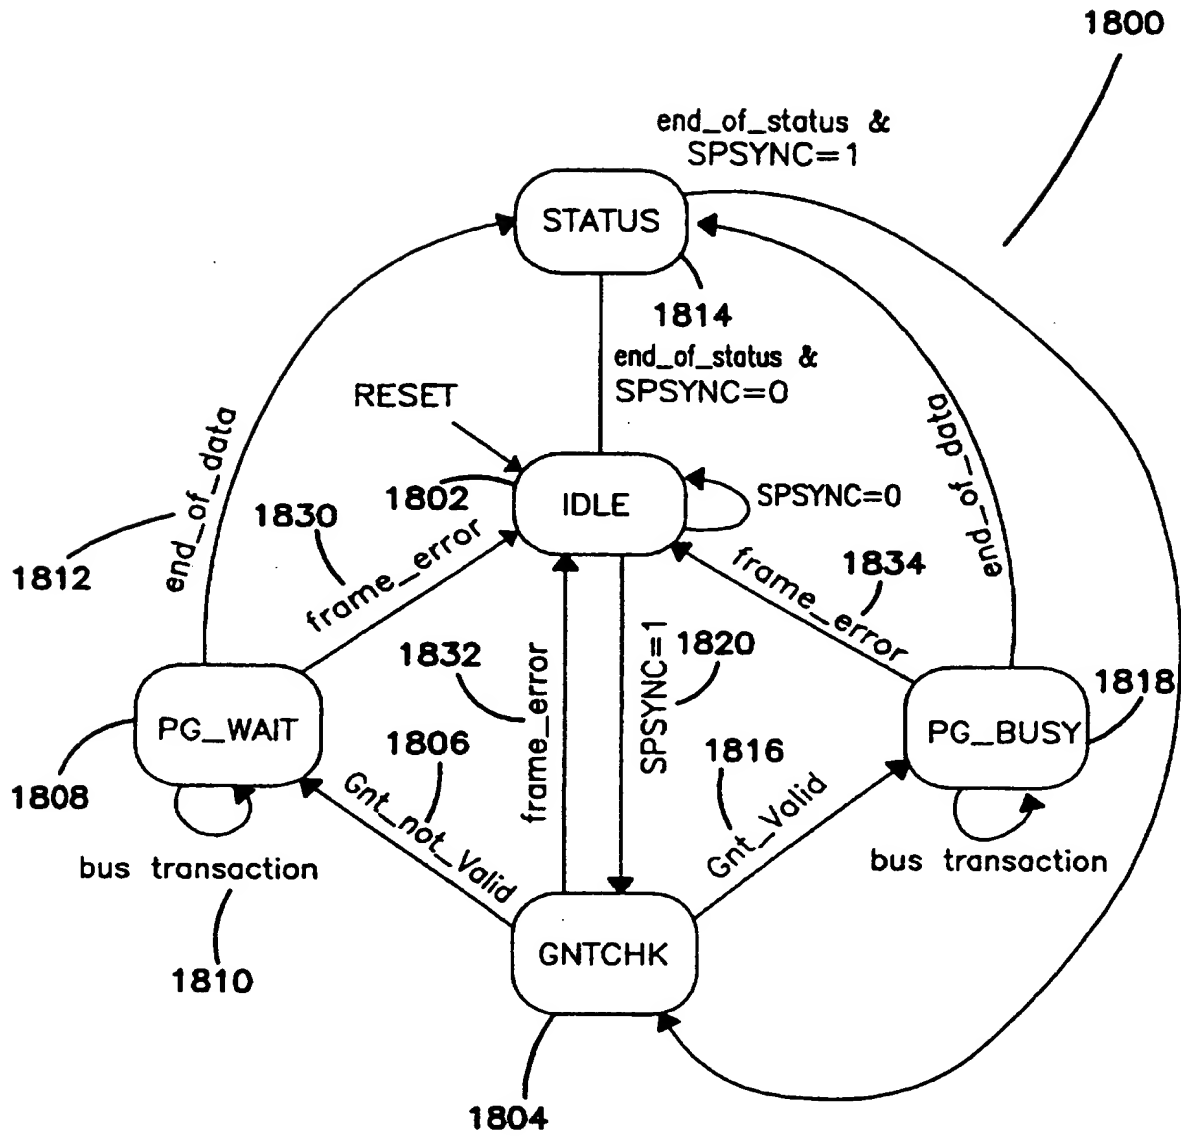 1800
end_of_status &
SPSYNC=1
STATUS
1814
end_of_status &
SPSYNC=0
RESET
end_of_data
end_of_data
1802
IDLE
SPSYNC=0
1830
frame_error
1812
frame_error
1834
1832
frame_error
SPSYNC=1
1820
1818
PG_WAIT
PG_BUSY
1806
1816
1808
Gnt_not_Valid
Gnt_Valid
bus transaction
bus transaction
1810
GNTCHK
1804